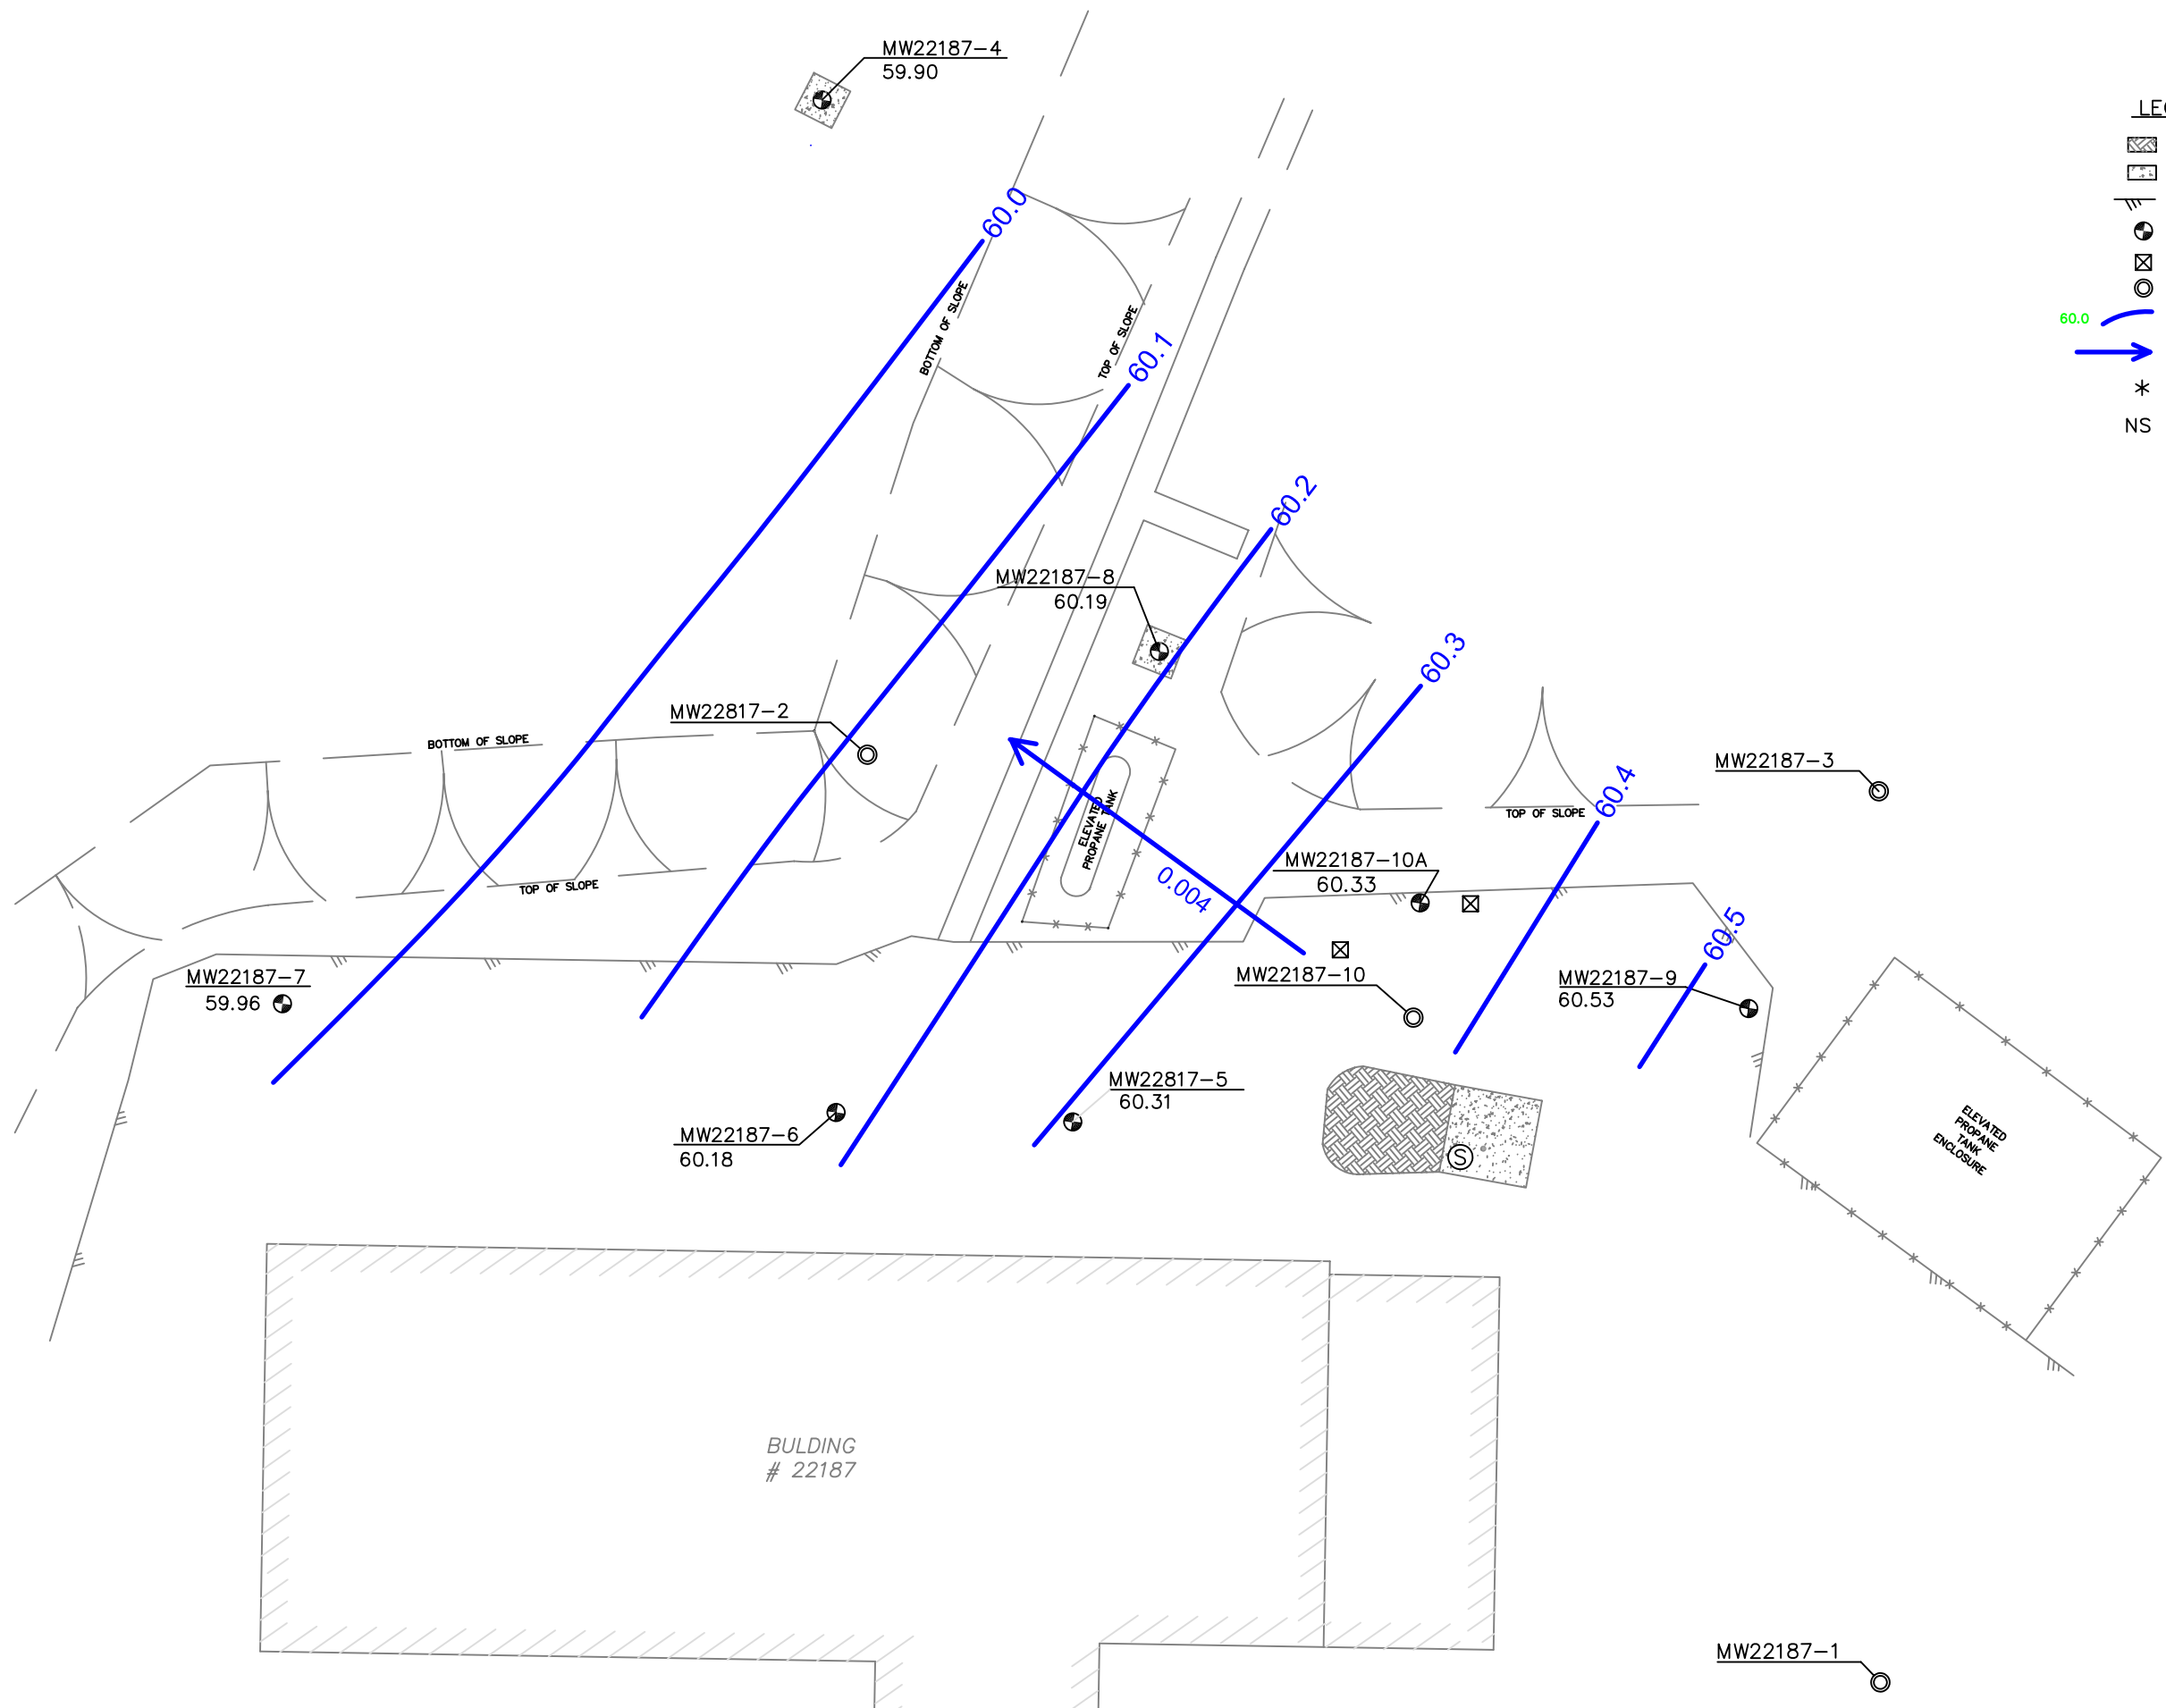 MW22187-4
59.90
60.0
BOTTOM OF SLOPE
TOP OF SLOPE
60.1
60.2
MW22187-8
60.19
60.3
MW22817-2
BOTTOM OF SLOPE
TOP OF SLOPE
ELEVATED
PROPANE TANK
0.004
MW22187-3
TOP OF SLOPE
60.4
MW22187-10A
60.33
60.5
MW22187-7
59.96
MW22187-10
MW22187-9
60.53
MW22817-5
60.31
MW22187-6
60.18
S
ELEVATED
PROPANE
TANK
ENCLOSURE
BULDING
# 22187
MW22187-1
60.0
NS